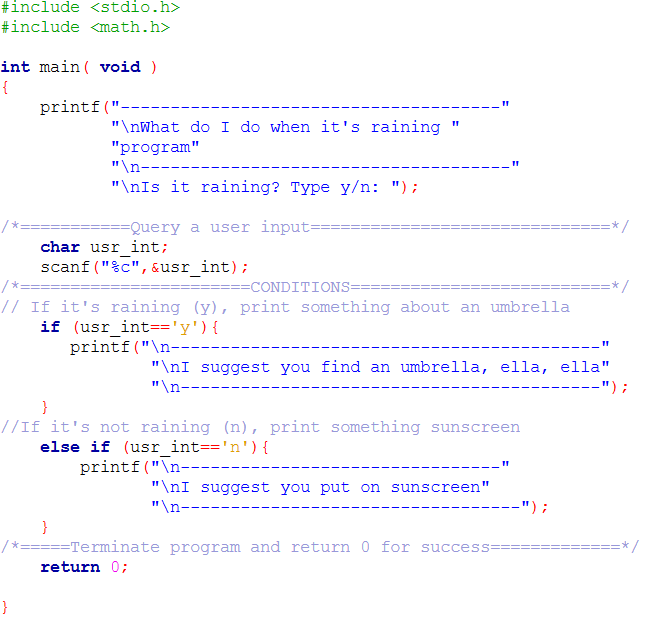 #include <stdio.h>
#include <math.h>

int main( void )
{
    printf("--------------------------------------"
           "\nWhat do I do when it's raining "
           "program"
           "\n-------------------------------------"
           "\nIs it raining? Type y/n: ");

/*===========Query a user input==============================*/
    char usr_int;
    scanf("%c",&usr_int);
/*=======================CONDITIONS==========================*/
// If it's raining (y), print something about an umbrella
    if (usr_int=='y'){
       printf("\n-------------------------------------------"
               "\nI suggest you find an umbrella, ella, ella"
               "\n------------------------------------------");
    }
//If it's not raining (n), print something sunscreen
    else if (usr_int=='n'){
        printf("\n--------------------------------"
               "\nI suggest you put on sunscreen"
               "\n----------------------------------");
    }
/*=====Terminate program and return 0 for success=============*/
    return 0;

}